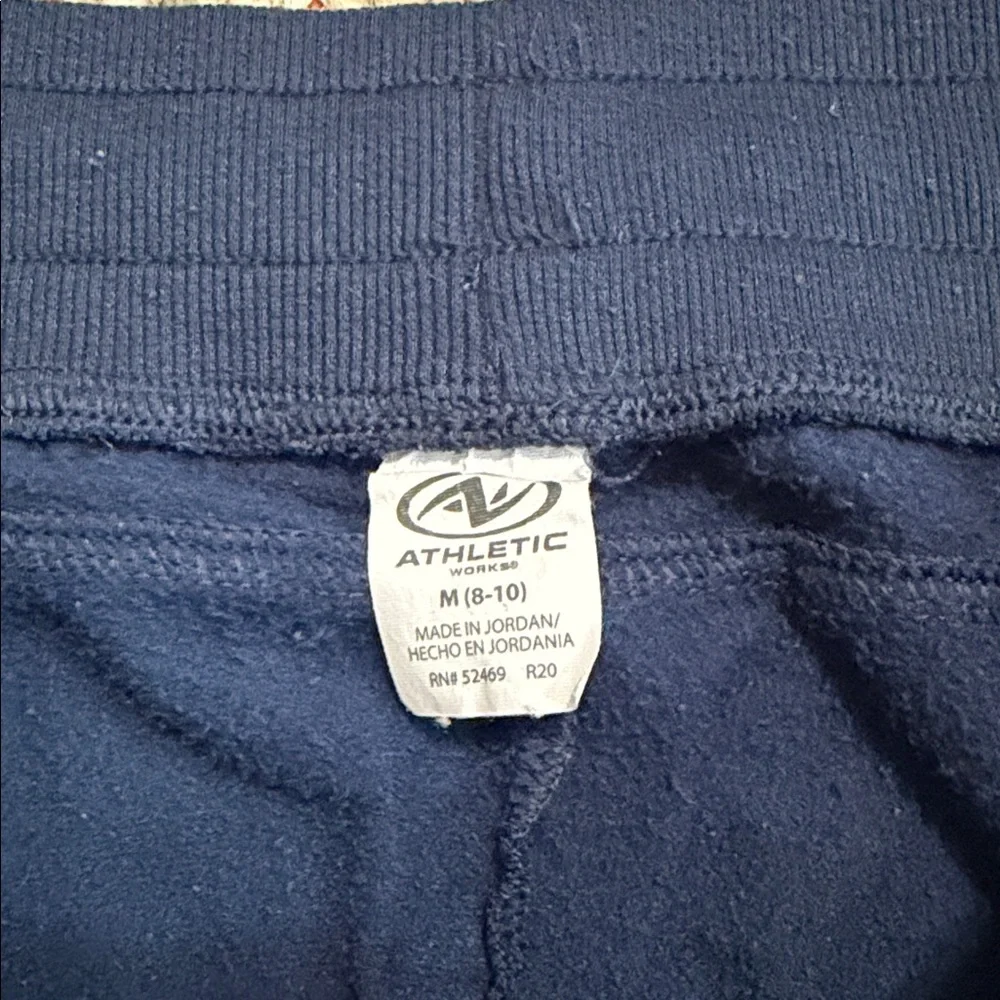 ATHLETIC
WORKS®
M (8-10)
MADE IN JORDAN/
HECHO EN JORDANIA
RN# 52469 R20